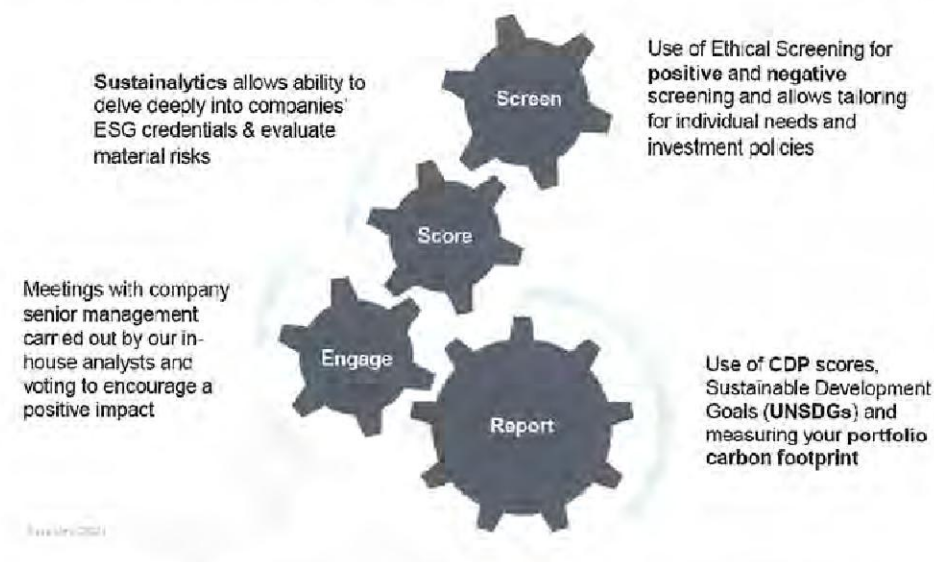 Sustainalytics allows ability to
delve deeply into companies'
ESG credentials & evaluate
material risks
Screen
Use of Ethical Screening for
positive and negative
screening and allows tailoring
for individual needs and
investment policies
Score
Meetings with company
senior management
carried out by our in-
house analysts and
voting to encourage a
positive impact
Engage
Report
Use of CDP scores,
Sustainable Development
Goals (UNSDGs) and
measuring your portfolio
carbon footprint